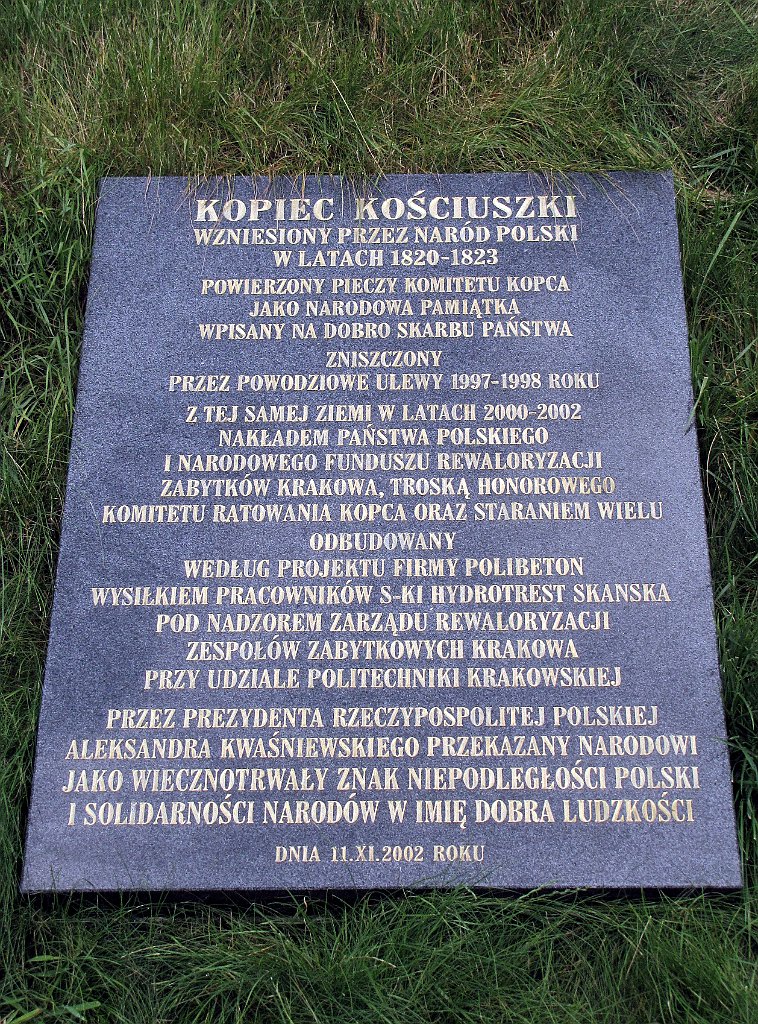 KOPIEC KOŚCIUSZKI
WZNIESIONY PRZEZ NARÓD POLSKI
W LATACH 1820-1823
POWIERZONY PIECZY KOMITETU KOPCA
JAKO NARODOWA PAMIĄTKA
WPISANY NA DOBRO SKARBU PAŃSTWA
ZNISZCZONY
PRZEZ POWODZIOWE ULEWY 1997-1998 ROKU
Z TEJ SAMEJ ZIEMI W LATACH 2000-2002
NAKŁADEM PAŃSTWA POLSKIEGO
I NARODOWEGO FUNDUSZU REWALORYZACJI
ZABYTKÓW KRAKOWA, TROSKĄ HONOROWEGO
KOMITETU RATOWANIA KOPCA ORAZ STARANIEM WIELU
ODBUDOWANY
WEDŁUG PROJEKTU FIRMY POLIBETON
WYSIŁKIEM PRACOWNIKÓW S-KI HYDROTREST SKANSKA
POD NADZOREM ZARZĄDU REWALORYZACJI
ZESPOŁÓW ZABYTKOWYCH KRAKOWA
PRZY UDZIALE POLITECHNIKI KRAKOWSKIEJ
PRZEZ PREZYDENTA RZECZYPOSPOLITEJ POLSKIEJ
ALEKSANDRA KWAŚNIEWSKIEGO PRZEKAZANY NARODOWI
JAKO WIECZNOTRWAŁY ZNAK NIEPODLEGŁOŚCI POLSKI
I SOLIDARNOŚCI NARODÓW W IMIĘ DOBRA LUDZKOŚCI
DNIA 11.XI.2002 ROKU